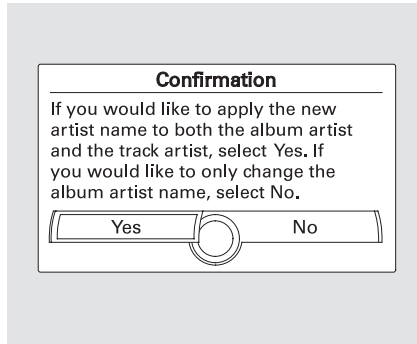 Confirmation
If you would like to apply the new
artist name to both the album artist
and the track artist, select Yes. If
you would like to only change the
album artist name, select No.
Yes
No